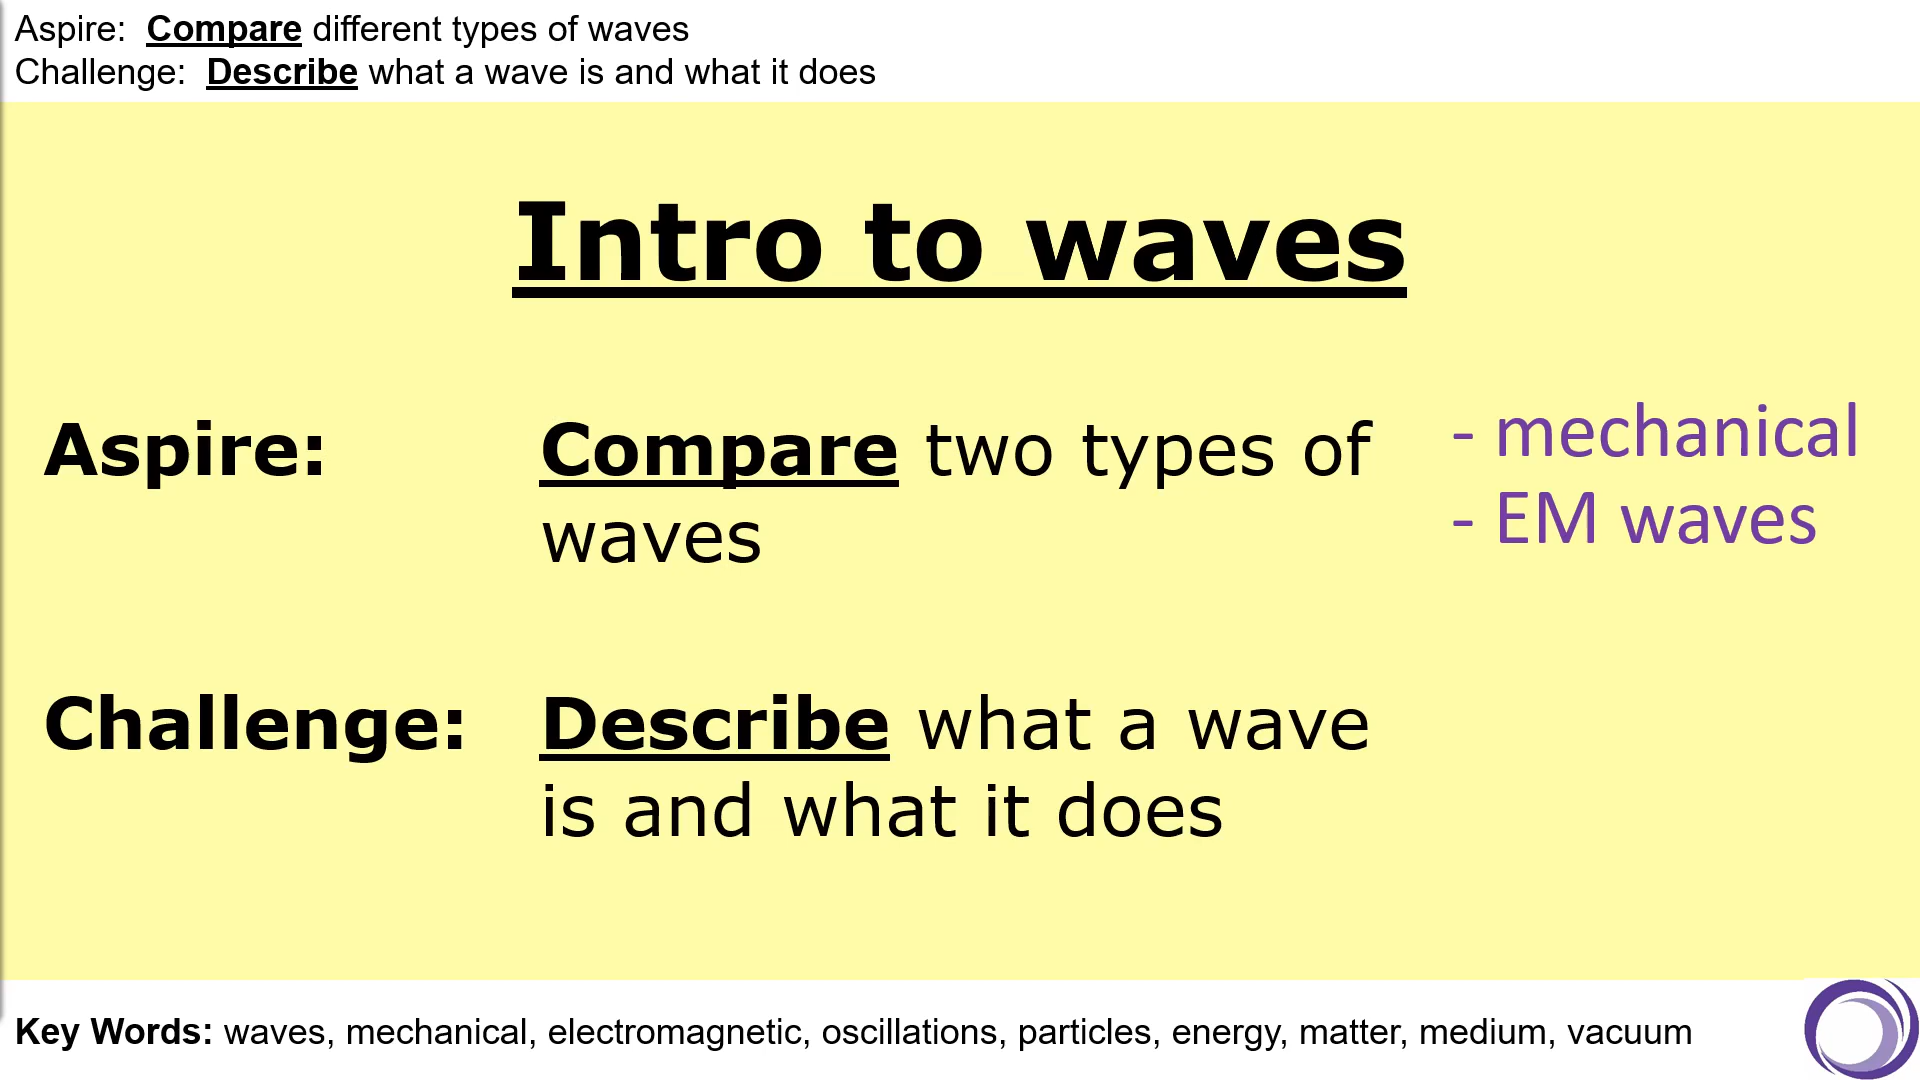 Aspire: Compare different types of waves
Challenge: Describe what a wave is and what it does
Intro to waves
Aspire: Compare two types of
waves
- mechanical
- EM waves
Challenge: Describe what a wave
is and what it does
Key Words: waves, mechanical, electromagnetic, oscillations, particles, energy, matter, medium, vacuum